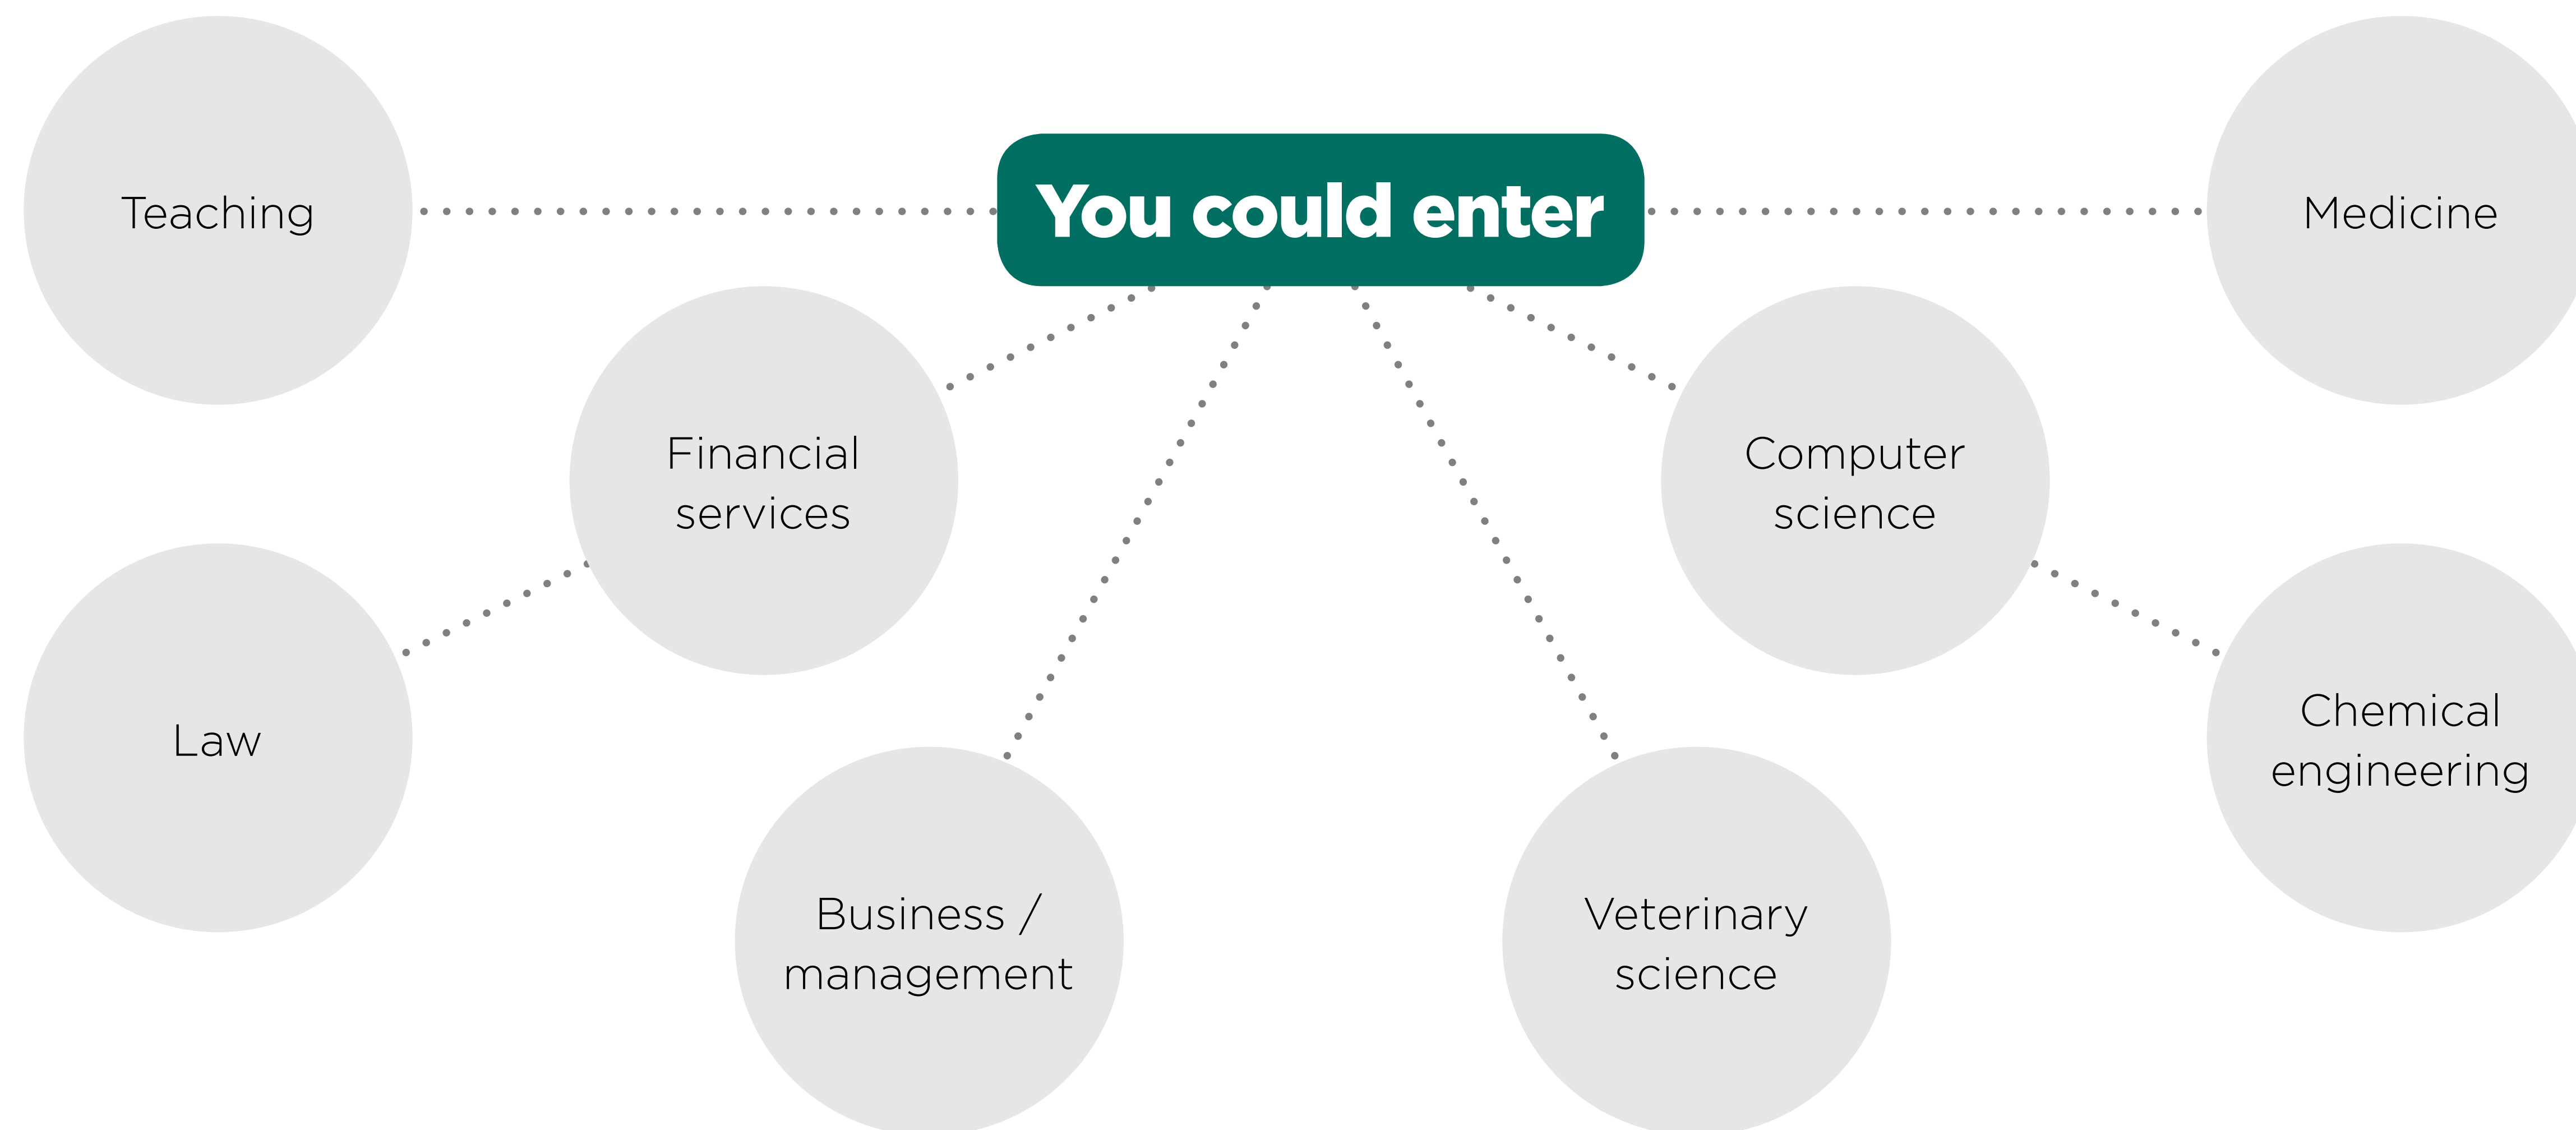 You could enter
Teaching
Medicine
Financial
services
Computer
science
Law
Chemical
engineering
Business /
management
Veterinary
science